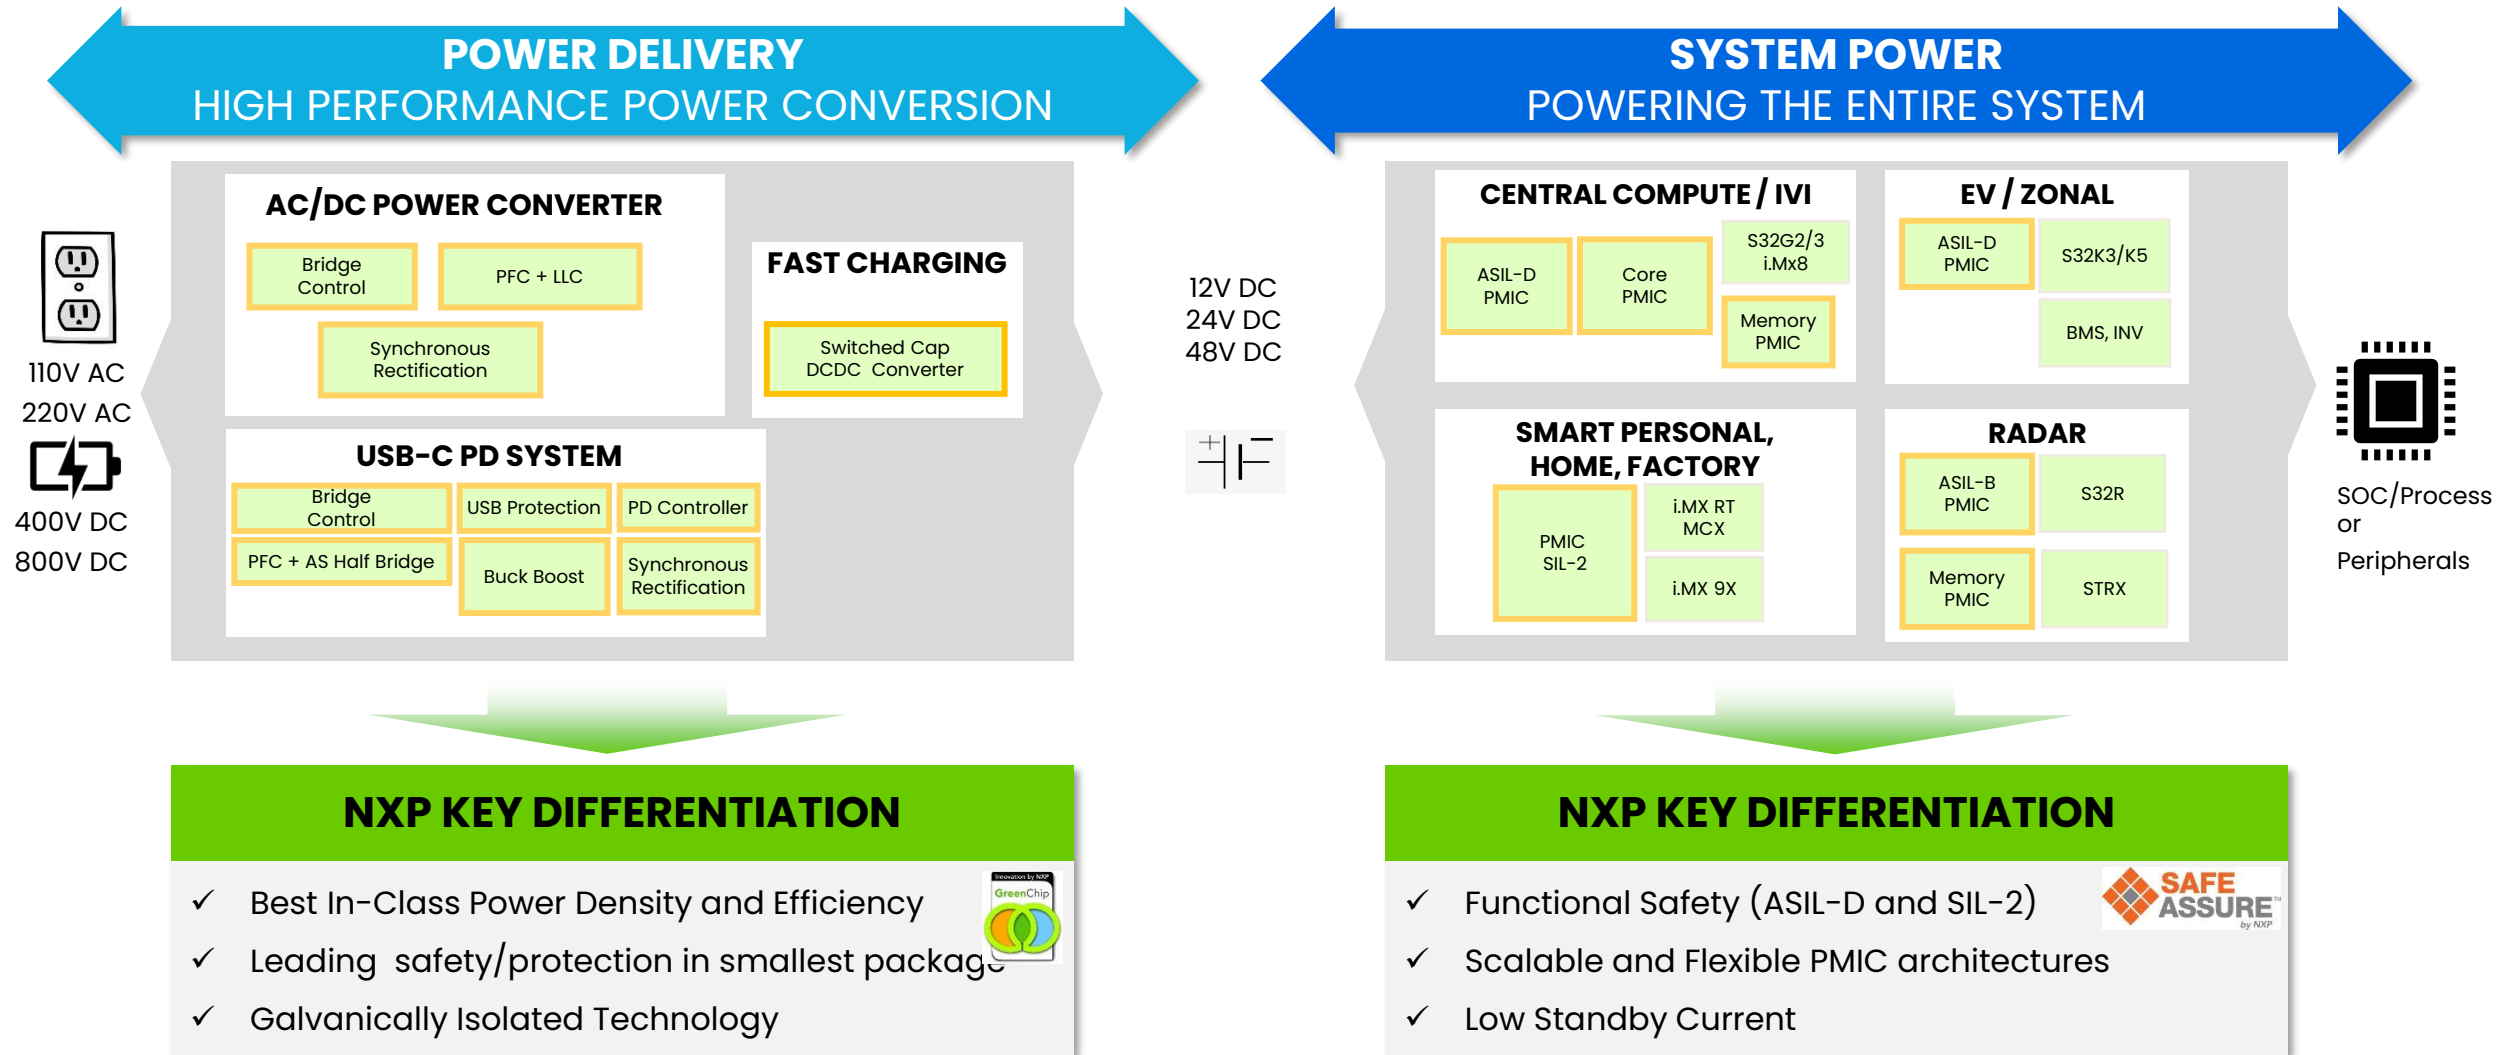 POWER DELIVERY
HIGH PERFORMANCE POWER CONVERSION
SYSTEM POWER
POWERING THE ENTIRE SYSTEM
110V AC
220V AC
400V DC
800V DC
AC/DC POWER CONVERTER
Bridge
Control
PFC + LLC
Synchronous
Rectification
FAST CHARGING
Switched Cap
DCDC Converter
USB-C PD SYSTEM
Bridge
Control
USB Protection
PD Controller
PFC + AS Half Bridge
Buck Boost
Synchronous
Rectification
12V DC
24V DC
48V DC
CENTRAL COMPUTE / IVI
ASIL-D
PMIC
Core
PMIC
S32G2/3
i.Mx8
Memory
PMIC
EV / ZONAL
ASIL-D
PMIC
S32K3/K5
BMS, INV
SMART PERSONAL,
HOME, FACTORY
PMIC
SIL-2
i.MX RT
MCX
i.MX 9X
RADAR
ASIL-B
PMIC
S32R
Memory
PMIC
STRX
SOC/Process
or
Peripherals
NXP KEY DIFFERENTIATION
✓ Best In-Class Power Density and Efficiency
✓ Leading safety/protection in smallest package
✓ Galvanically Isolated Technology
Innovation by NXP
GreenChip
NXP KEY DIFFERENTIATION
✓ Functional Safety (ASIL-D and SIL-2)
✓ Scalable and Flexible PMIC architectures
✓ Low Standby Current
SAFE
ASSURE™
by NXP